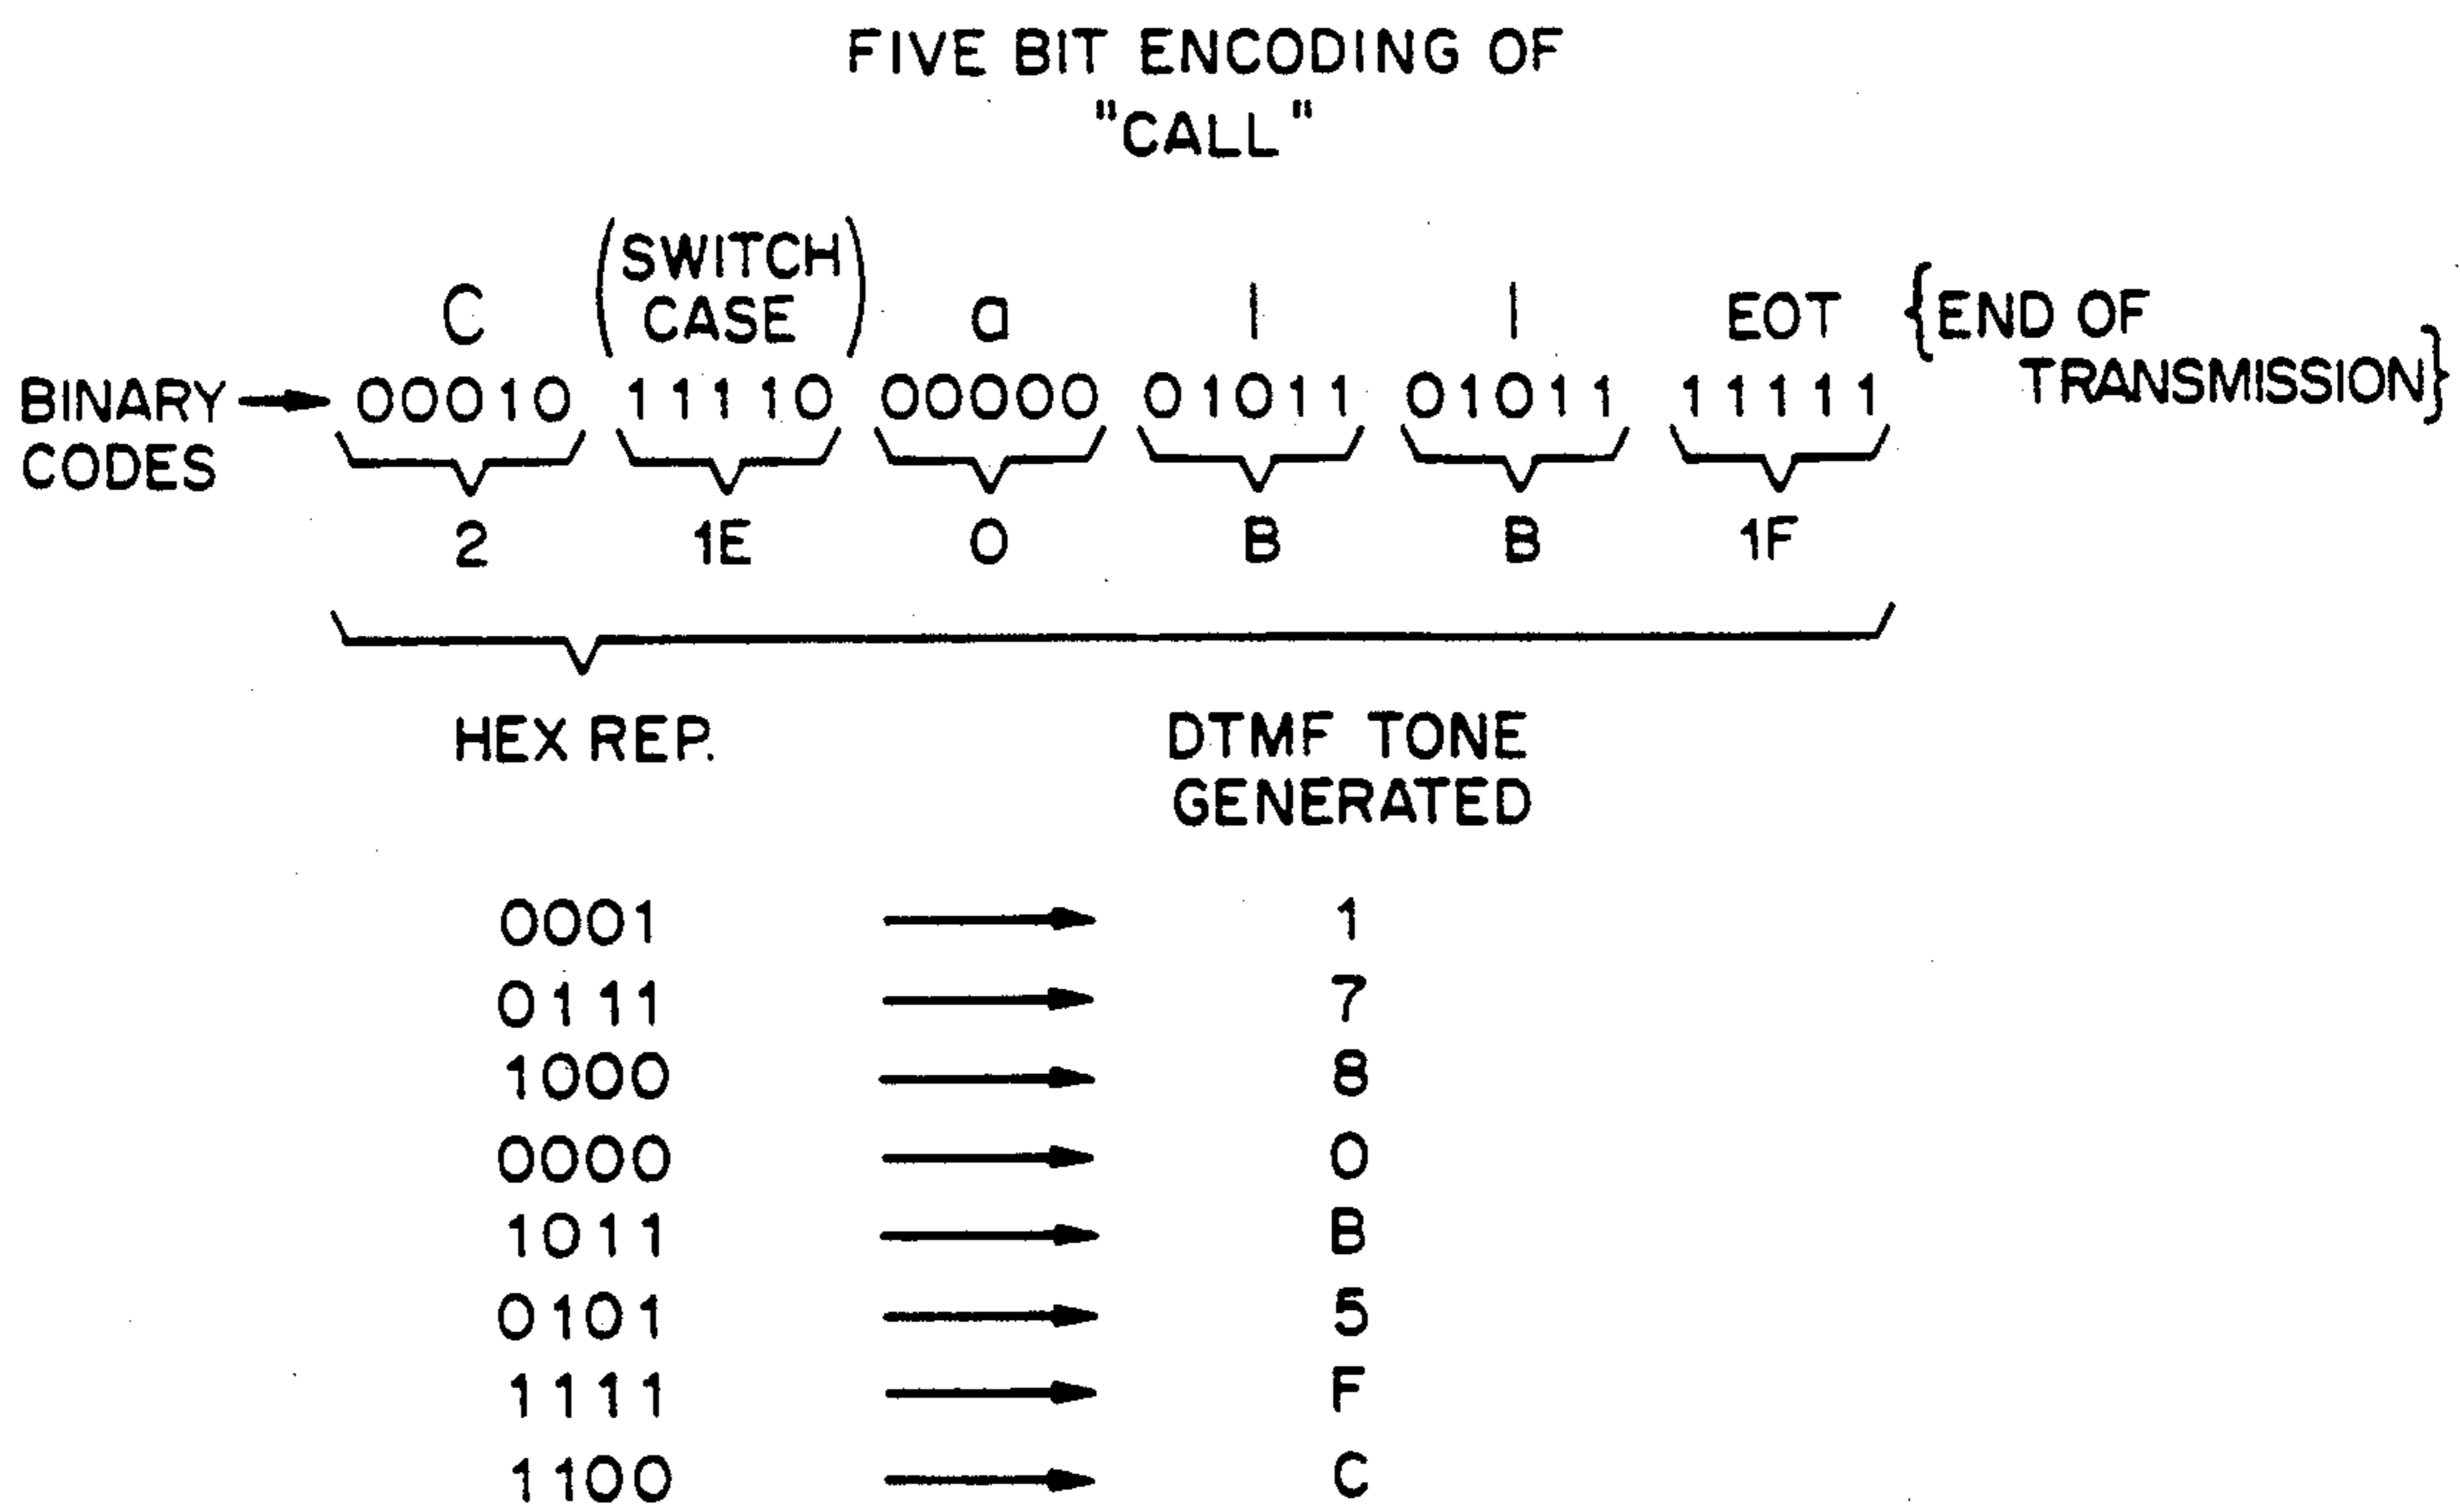 FIVE BIT ENCODING OF
"CALL"
C (SWITCH CASE) a l l EOT {END OF TRANSMISSION}
BINARY CODES 00010 11110 00000 01011 01011 11111
2 1E 0 B B 1F
HEX REP. DTMF TONE GENERATED
0001 1
0111 7
1000 8
0000 0
1011 B
0101 5
1111 F
1100 C